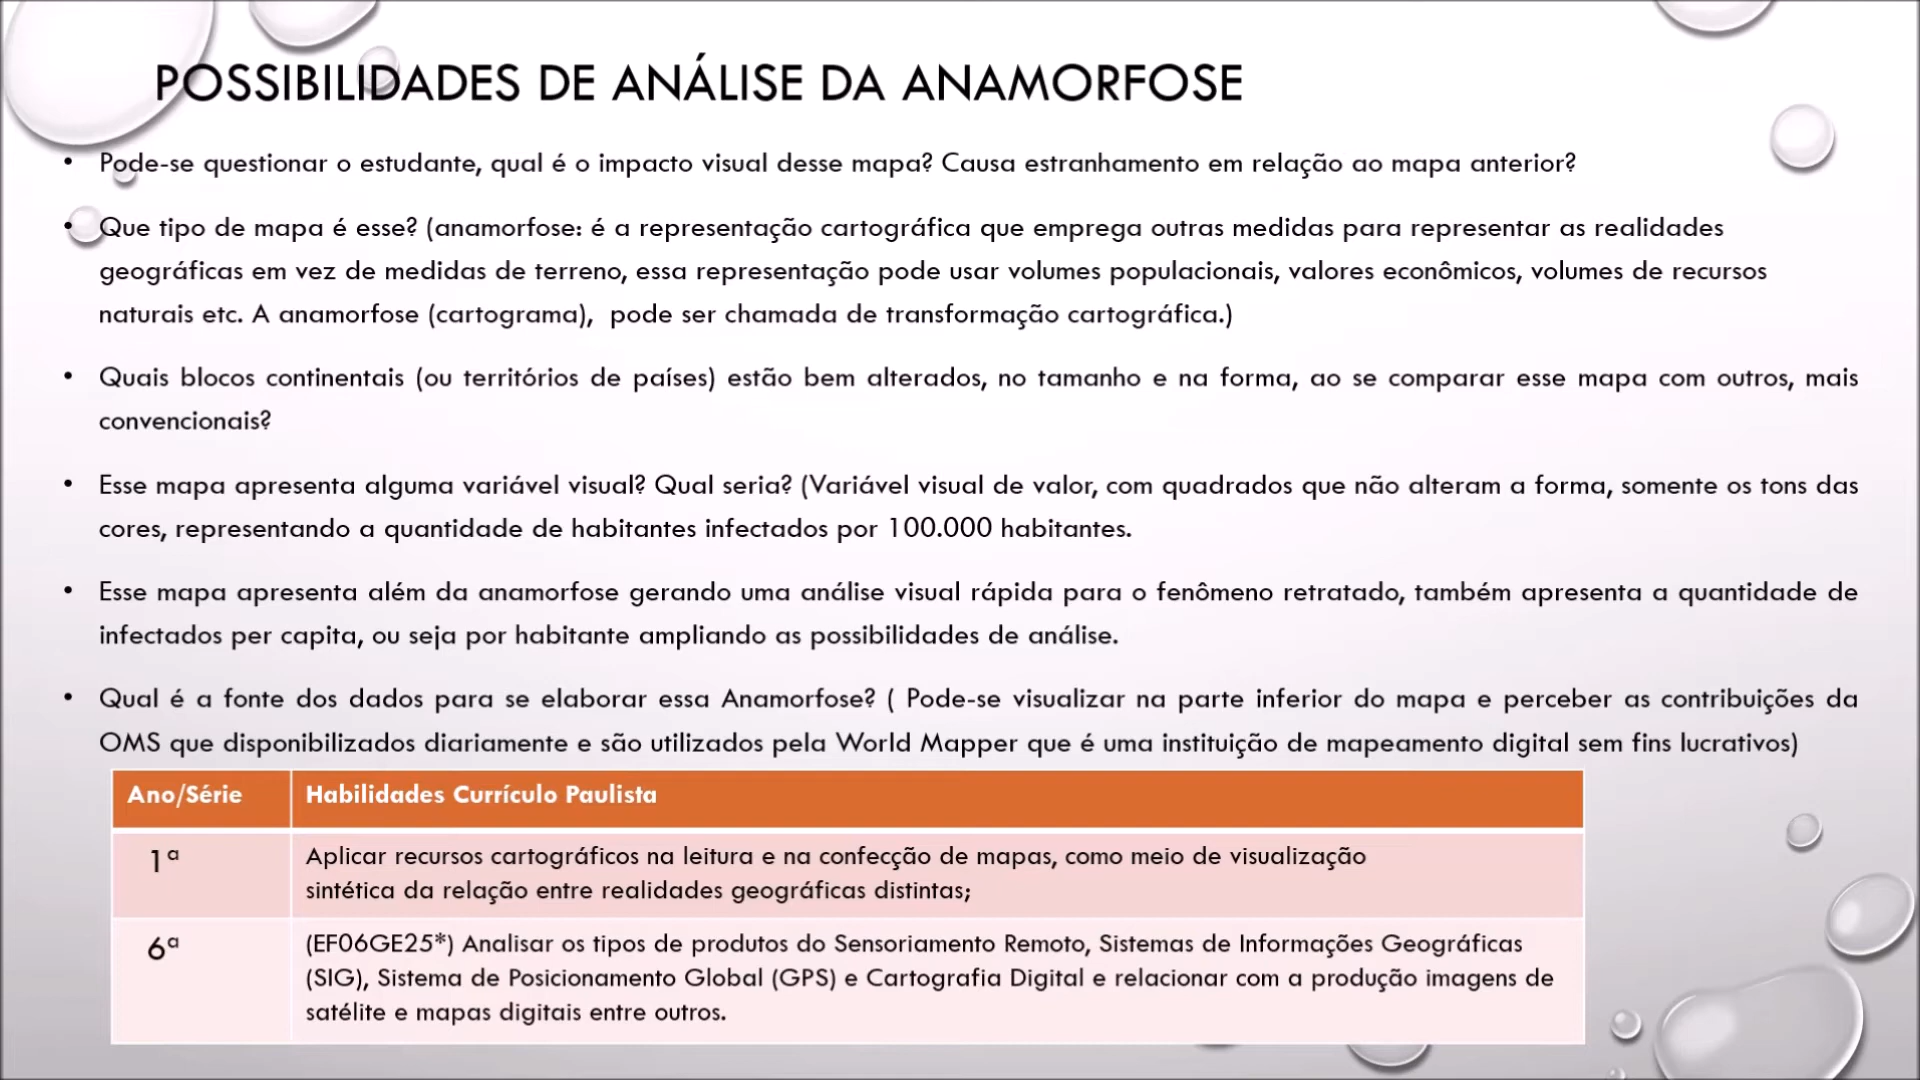 POSSIBILIDADES DE ANÁLISE DA ANAMORFOSE
• Pode-se questionar o estudante, qual é o impacto visual desse mapa? Causa estranhamento em relação ao mapa anterior?
• Que tipo de mapa é esse? (anamorfose: é a representação cartográfica que emprega outras medidas para representar as realidades
geográficas em vez de medidas de terreno, essa representação pode usar volumes populacionais, valores econômicos, volumes de recursos
naturais etc. A anamorfose (cartograma), pode ser chamada de transformação cartográfica.)
• Quais blocos continentais (ou territórios de países) estão bem alterados, no tamanho e na forma, ao se comparar esse mapa com outros, mais
convencionais?
• Esse mapa apresenta alguma variável visual? Qual seria? (Variável visual de valor, com quadrados que não alteram a forma, somente os tons das
cores, representando a quantidade de habitantes infectados por 100.000 habitantes.
• Esse mapa apresenta além da anamorfose gerando uma análise visual rápida para o fenômeno retratado, também apresenta a quantidade de
infectados per capita, ou seja por habitante ampliando as possibilidades de análise.
• Qual é a fonte dos dados para se elaborar essa Anamorfose? ( Pode-se visualizar na parte inferior do mapa e perceber as contribuições da
OMS que disponibilizados diariamente e são utilizados pela World Mapper que é uma instituição de mapeamento digital sem fins lucrativos)
Ano/Série Habilidades Currículo Paulista
1ª Aplicar recursos cartográficos na leitura e na confecção de mapas, como meio de visualização
sintética da relação entre realidades geográficas distintas;
6ª (EF06GE25*) Analisar os tipos de produtos do Sensoriamento Remoto, Sistemas de Informações Geográficas
(SIG), Sistema de Posicionamento Global (GPS) e Cartografia Digital e relacionar com a produção imagens de
satélite e mapas digitais entre outros.